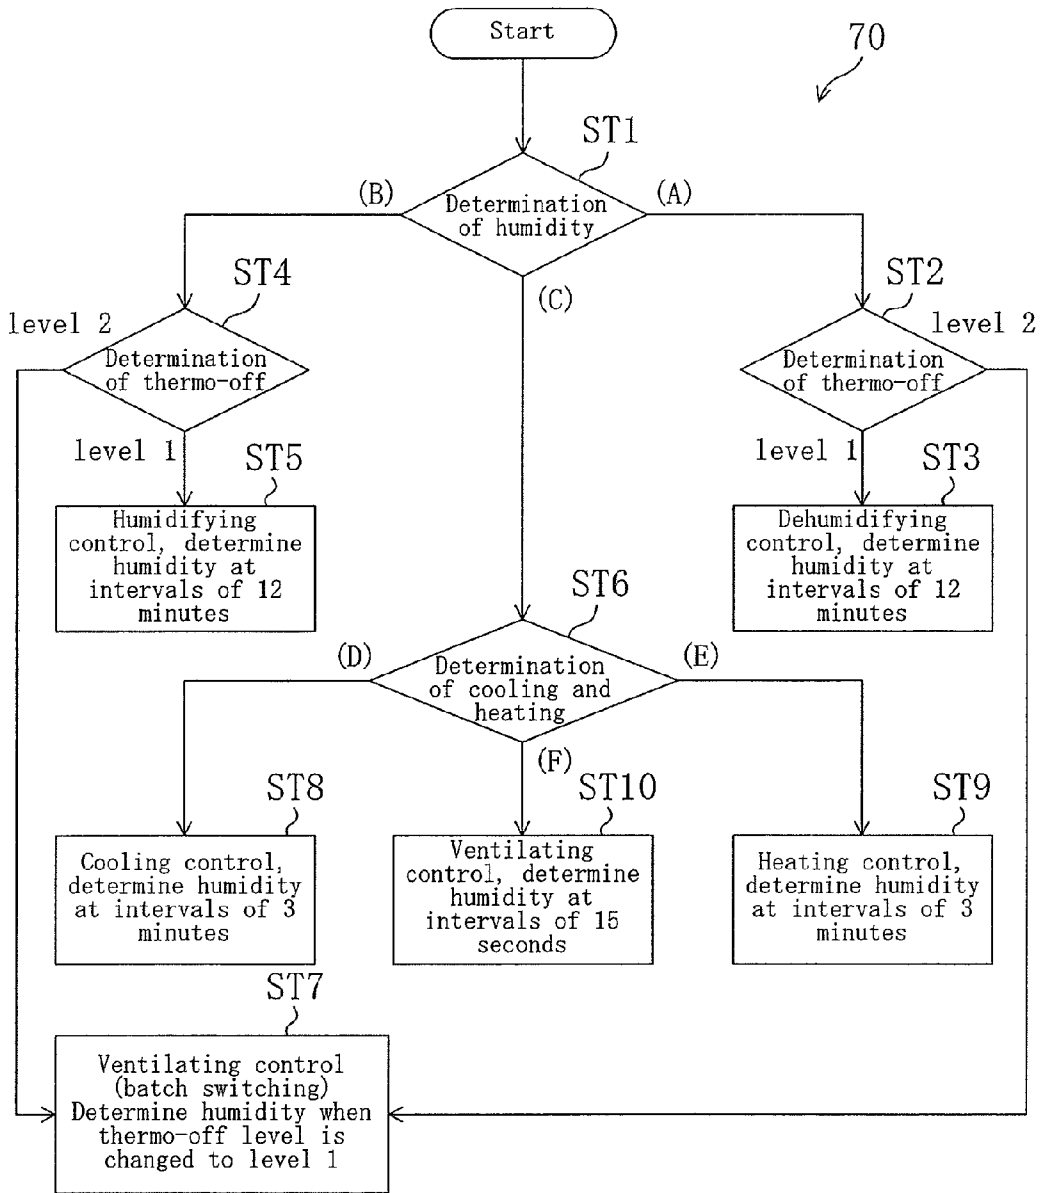 Start
70
ST1
(B)
(A)
Determination
of humidity
ST4
(C)
ST2
level 2
level 2
Determination
of thermo-off
Determination
of thermo-off
level 1
ST5
level 1
ST3
Humidifying
control, determine
humidity at
intervals of 12
minutes
Dehumidifying
control, determine
humidity at
intervals of 12
minutes
ST6
(D)
(E)
Determination
of cooling and
heating
(F)
ST8
ST10
ST9
Cooling control,
determine humidity
at intervals of 3
minutes
Ventilating
control, determine
humidity at
intervals of 15
seconds
Heating control,
determine humidity
at intervals of 3
minutes
ST7
Ventilating control
(batch switching)
Determine humidity when
thermo-off level is
changed to level 1